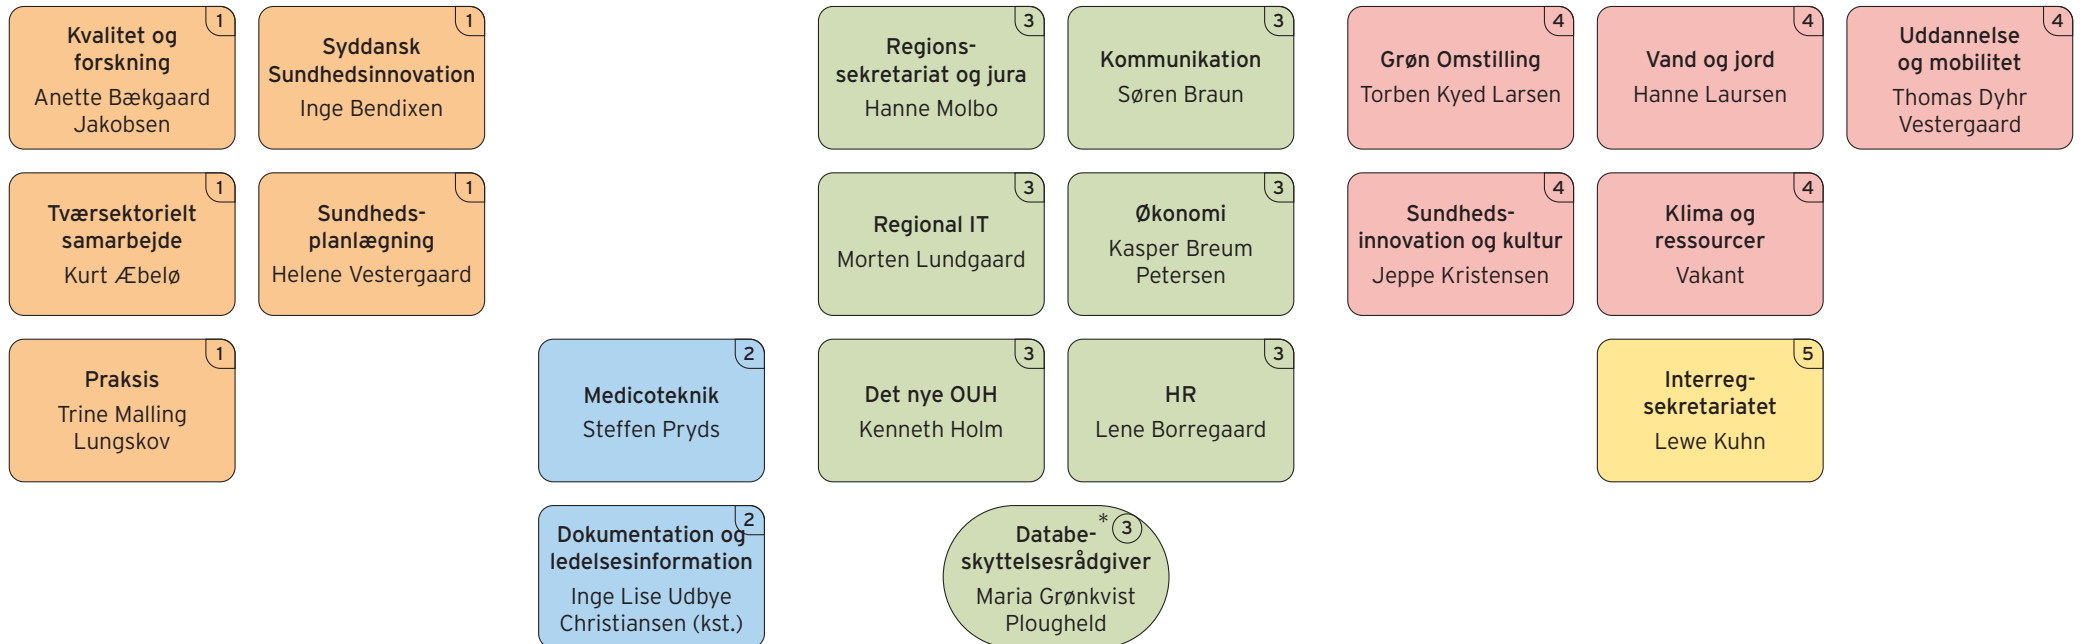 1
Kvalitet og
forskning
Anette Bækgaard
Jakobsen
1
Syddansk
Sundhedsinnovation
Inge Bendixen
3
Regions-
sekretariat og jura
Hanne Molbo
3
Kommunikation
Søren Braun
4
Grøn Omstilling
Torben Kyed Larsen
4
Vand og jord
Hanne Laursen
4
Uddannelse
og mobilitet
Thomas Dyhr
Vestergaard
1
Tværsektorielt
samarbejde
Kurt Æbelø
1
Sundheds-
planlægning
Helene Vestergaard
3
Regional IT
Morten Lundgaard
3
Økonomi
Kasper Breum
Petersen
4
Sundheds-
innovation og kultur
Jeppe Kristensen
4
Klima og
ressourcer
Vakant
1
Praksis
Trine Malling
Lungskov
2
Medicoteknik
Steffen Pryds
3
Det nye OUH
Kenneth Holm
3
HR
Lene Borregaard
5
Interreg-
sekretariatet
Lewe Kuhn
2
Dokumentation og
ledelsesinformation
Inge Lise Udbye
Christiansen (kst.)
* 3
Databe-
skyttelsesrådgiver
Maria Grønkvist
Plougheld